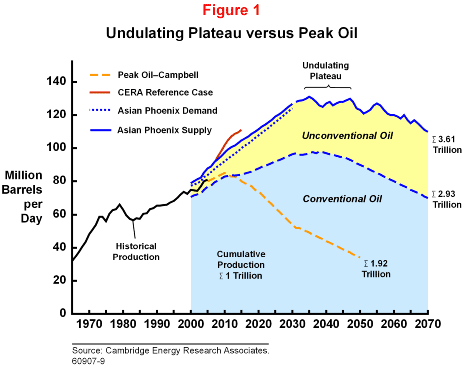 Figure 1
Undulating Plateau versus Peak Oil
Peak Oil–Campbell
CERA Reference Case
Asian Phoenix Demand
Asian Phoenix Supply
Undulating
Plateau
140
120
100
80
60
40
20
0
Million
Barrels
per
Day
Unconventional Oil
Conventional Oil
Historical
Production
Cumulative
Production
Σ 1 Trillion
Σ 3.61
Trillion
Σ 2.93
Trillion
Σ 1.92
Trillion
1970 1980 1990 2000 2010 2020 2030 2040 2050 2060 2070
Source: Cambridge Energy Research Associates.
60907-9